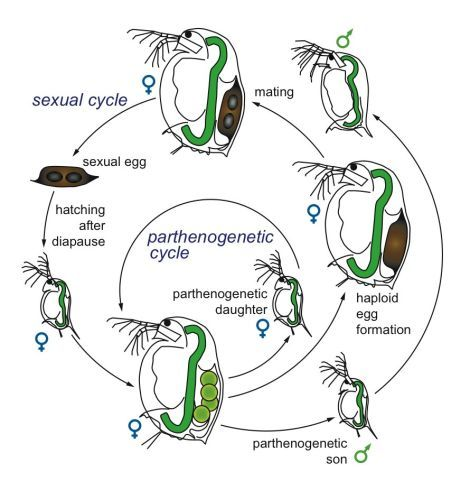 mating
sexual cycle
sexual egg
hatching
after
diapause
parthenogenetic
cycle
parthenogenetic
daughter
haploid
egg
formation
parthenogenetic
son